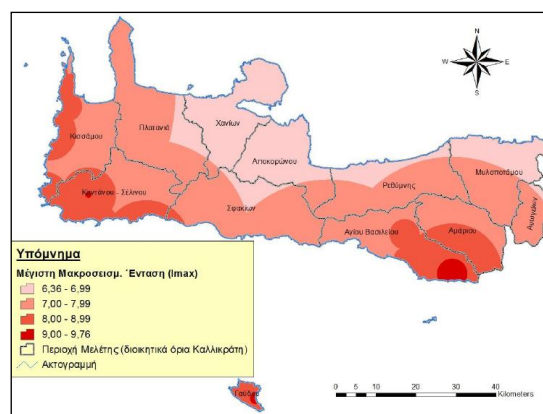 N
W E
S
Κισσάμου
Πλατανιά
Χανίων
Αποκορώνου
Καντάνου - Σελίνου
Σφακίων
Ρεθύμνης
Μυλοποτάμου
Αγίου Βασιλείου
Αμαρίου
Ανωγείων
Γαύδου
Υπόμνημα
Μέγιστη Μακροσεισμ. Ένταση (Imax)
6,36 - 6,99
7,00 - 7,99
8,00 - 8,99
9,00 - 9,76
Περιοχή Μελέτης (διοικητικά όρια Καλλικράτη)
Ακτογραμμή
0 5 10 20 30 40
Kilometers